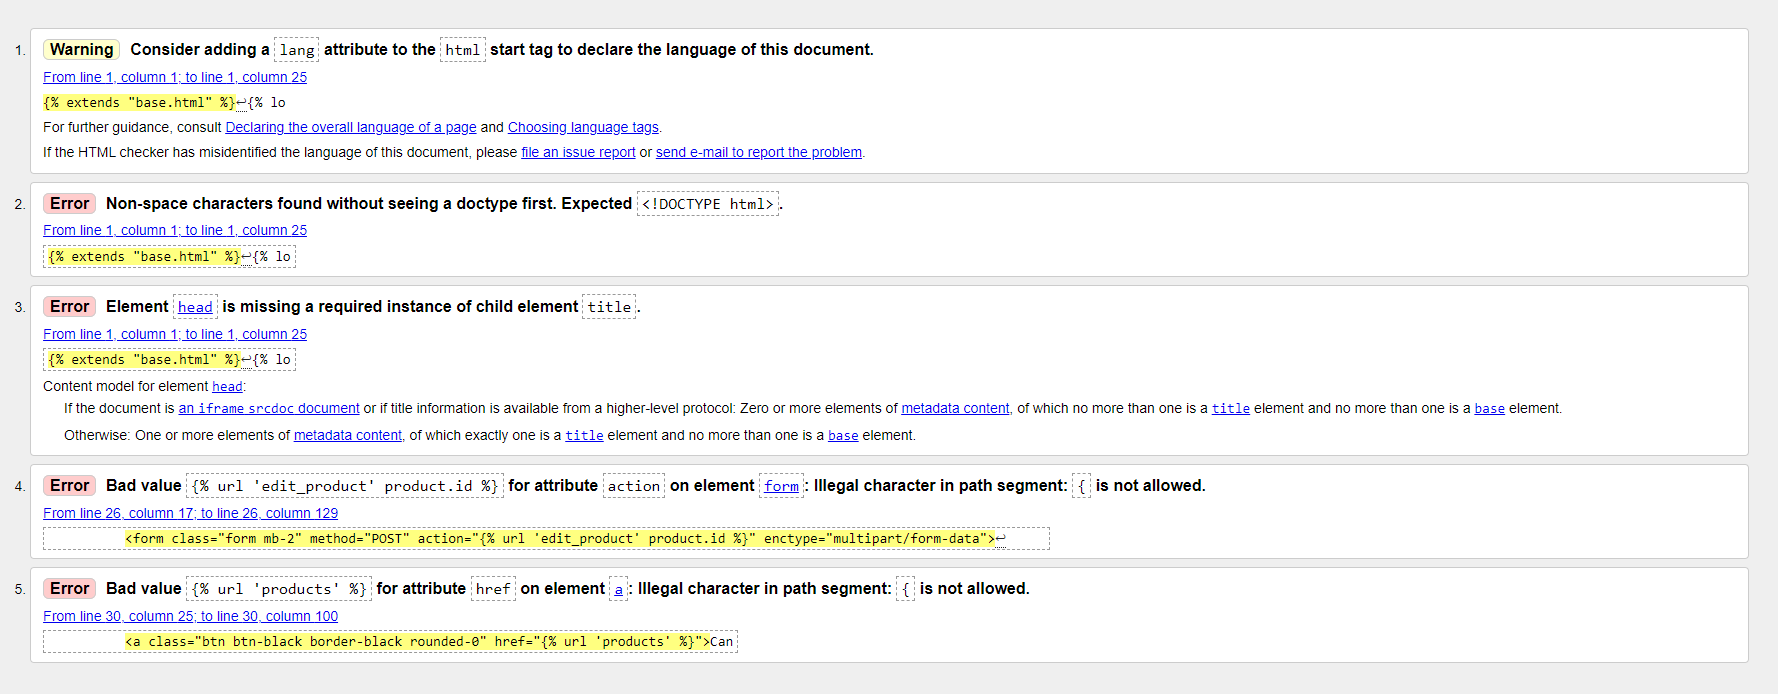 1. Warning Consider adding a lang attribute to the html start tag to declare the language of this document.
From line 1, column 1; to line 1, column 25
{% extends "base.html" %}↩{% lo
For further guidance, consult Declaring the overall language of a page and Choosing language tags.
If the HTML checker has misidentified the language of this document, please file an issue report or send e-mail to report the problem.
2. Error Non-space characters found without seeing a doctype first. Expected <!DOCTYPE html>.
From line 1, column 1; to line 1, column 25
{% extends "base.html" %}↩{% lo
3. Error Element head is missing a required instance of child element title.
From line 1, column 1; to line 1, column 25
{% extends "base.html" %}↩{% lo
Content model for element head:
If the document is an iframe srcdoc document or if title information is available from a higher-level protocol: Zero or more elements of metadata content, of which no more than one is a title element and no more than one is a base element.
Otherwise: One or more elements of metadata content, of which exactly one is a title element and no more than one is a base element.
4. Error Bad value {% url 'edit_product' product.id %} for attribute action on element form: Illegal character in path segment: { is not allowed.
From line 26, column 17; to line 26, column 129
<form class="form mb-2" method="POST" action="{% url 'edit_product' product.id %}" enctype="multipart/form-data">↩
5. Error Bad value {% url 'products' %} for attribute href on element a: Illegal character in path segment: { is not allowed.
From line 30, column 25; to line 30, column 100
<a class="btn btn-black border-black rounded-0" href="{% url 'products' %}">Can